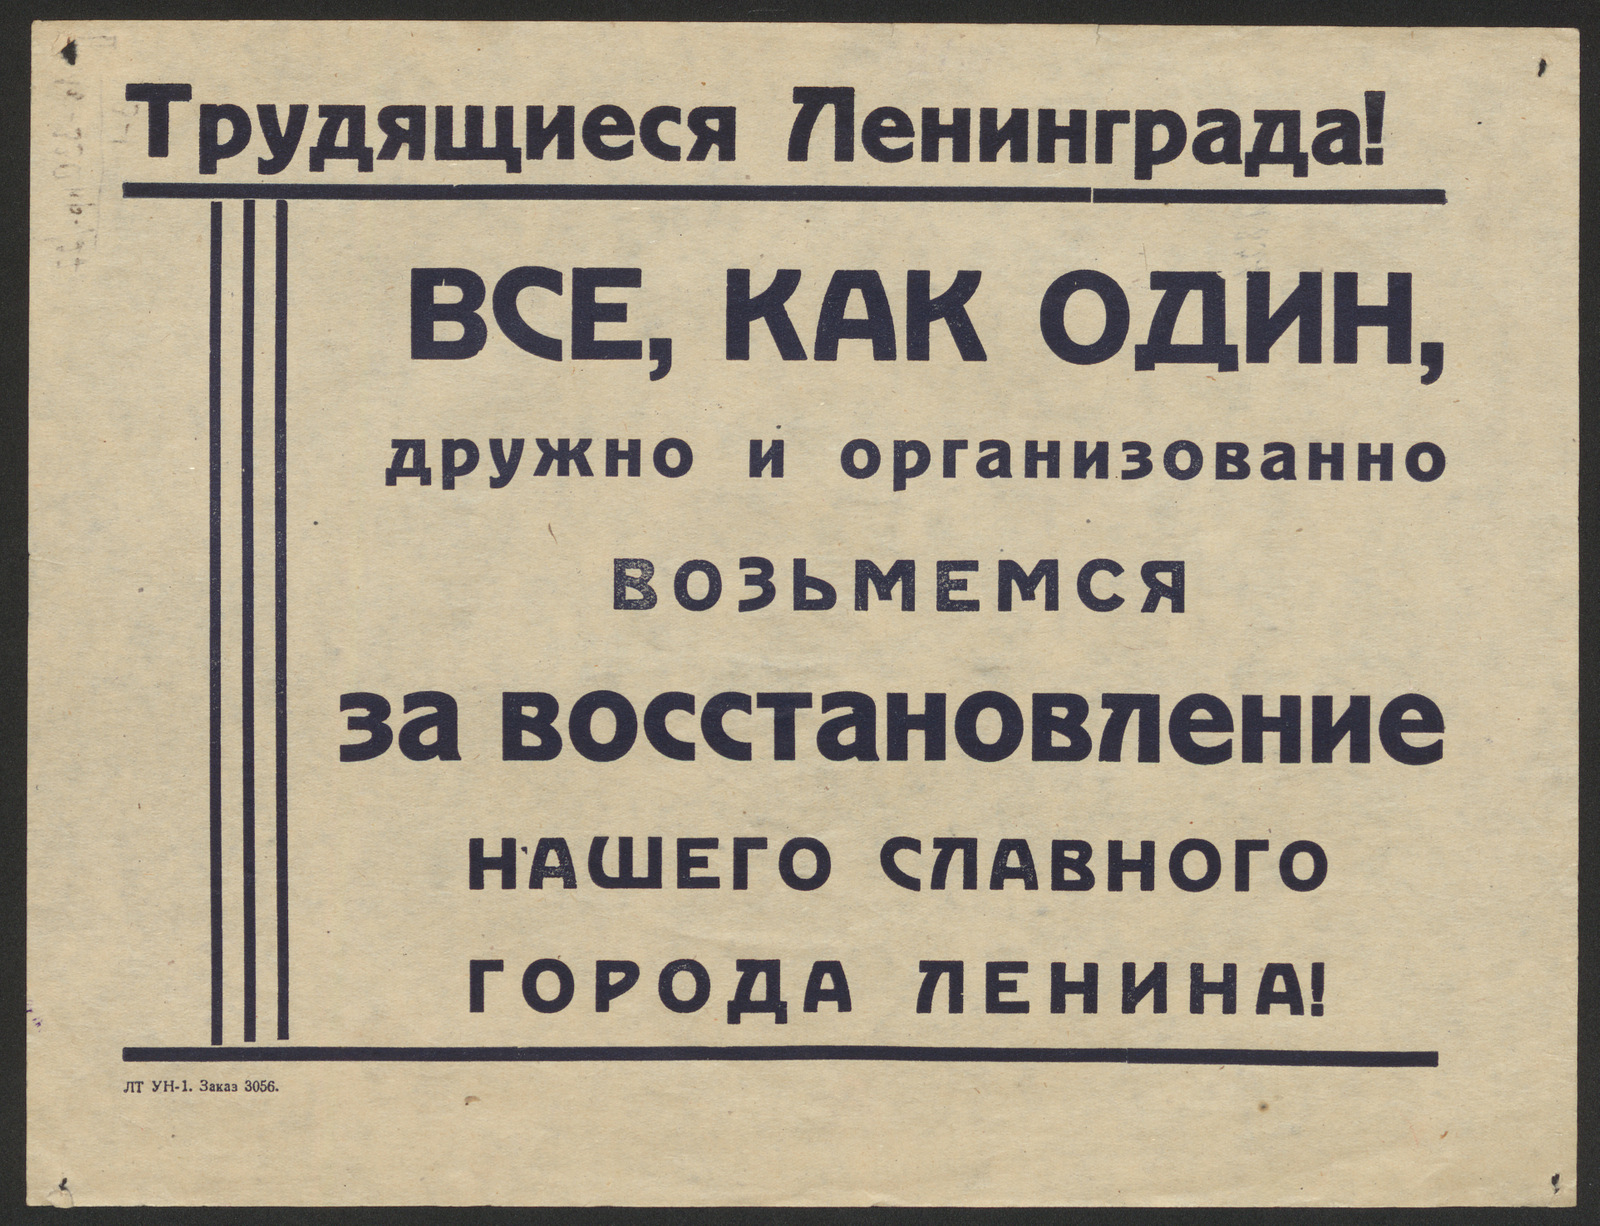 Трудящиеся Ленинграда!
ВСЕ, КАК ОДИН,
дружно и организованно
ВОЗЬМЕМСЯ
за восстановление
НАШЕГО СЛАВНОГО
ГОРОДА ЛЕНИНА!
ЛТ УН-1. Заказ 3056.